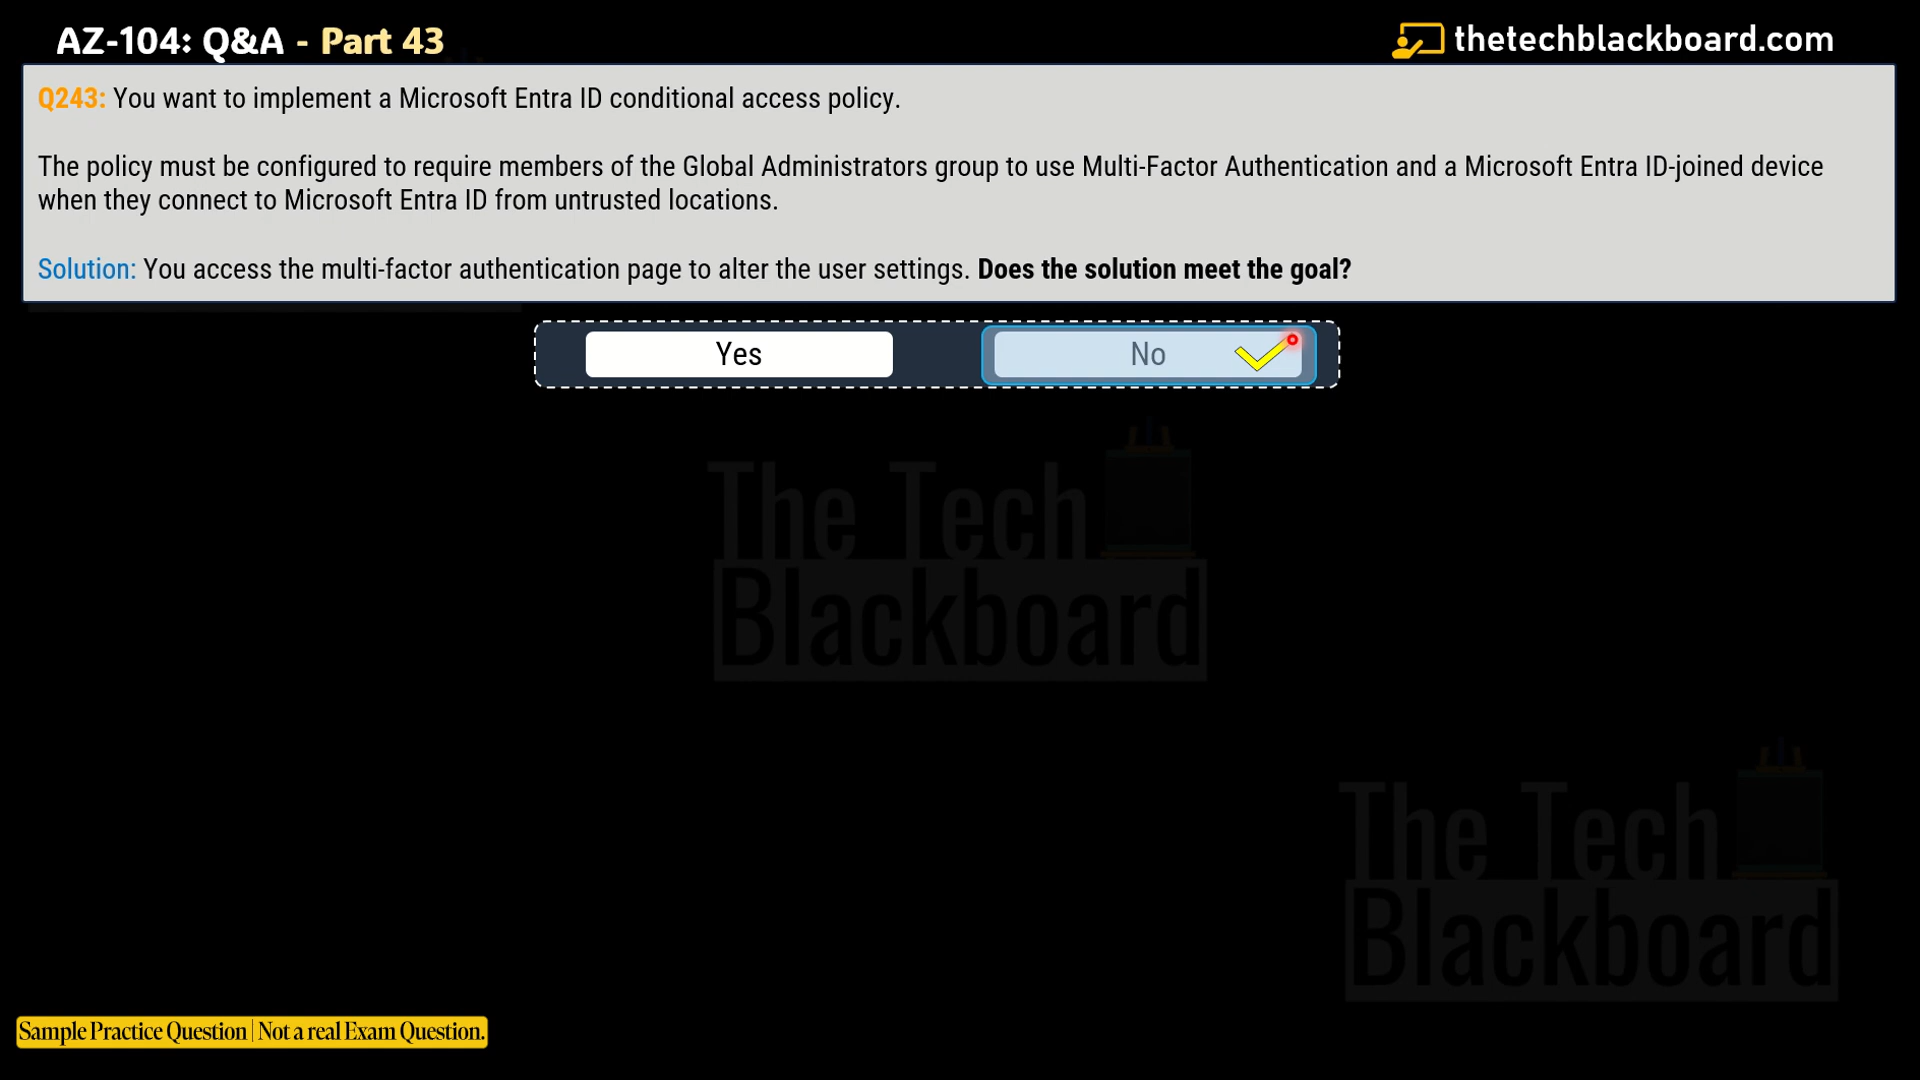 AZ-104: Q&A - Part 43
thetechblackboard.com
Q243: You want to implement a Microsoft Entra ID conditional access policy.
The policy must be configured to require members of the Global Administrators group to use Multi-Factor Authentication and a Microsoft Entra ID-joined device
when they connect to Microsoft Entra ID from untrusted locations.
Solution: You access the multi-factor authentication page to alter the user settings. Does the solution meet the goal?
Yes
No
The Tech
Blackboard
The Tech
Blackboard
Sample Practice Question | Not a real Exam Question.